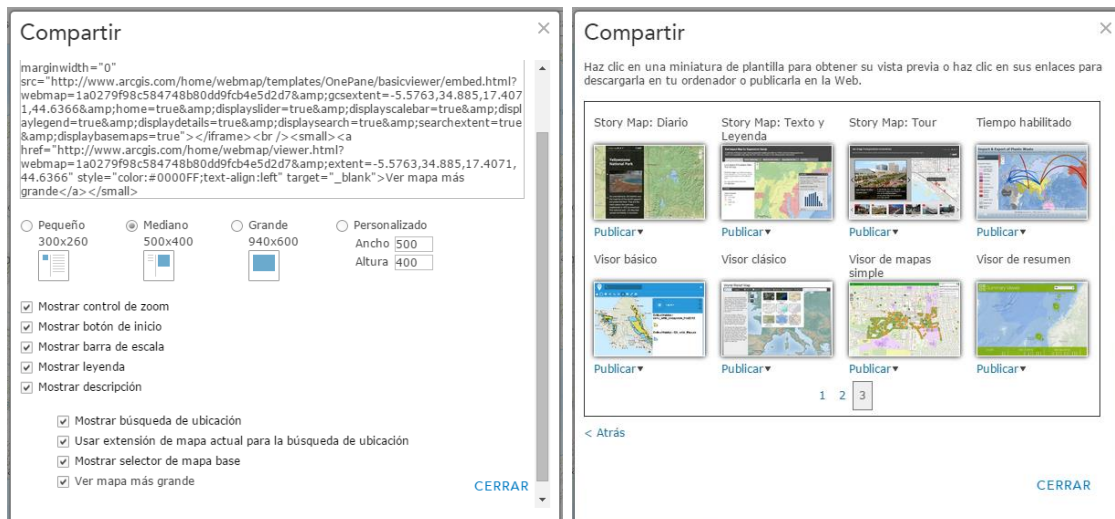 Compartir
marginwidth="0"
src="http://www.arcgis.com/home/webmap/templates/OnePane/basicviewer/embed.html?
webmap=1a0279f98c584748b80dd9fcb4e5d2d7&amp;gcsextent=-5.5763,34.885,17.407
1,44.6366&amp;home=true&amp;displayslider=true&amp;displayscalebar=true&amp;displ
aylegend=true&amp;displaydetails=true&amp;displaysearch=true&amp;searchextent=true
&amp;displaybasemaps=true"></iframe><br /><small><a
href="http://www.arcgis.com/home/webmap/viewer.html?
webmap=1a0279f98c584748b80dd9fcb4e5d2d7&amp;extent=-5.5763,34.885,17.4071,
44.6366" style="color:#0000FF;text-align:left" target="_blank">Ver mapa más
grande</a></small>
Pequeño Mediano Grande Personalizado
300x260 500x400 940x600 Ancho 500
Altura 400
Mostrar control de zoom
Mostrar botón de inicio
Mostrar barra de escala
Mostrar leyenda
Mostrar descripción
Mostrar búsqueda de ubicación
Usar extensión de mapa actual para la búsqueda de ubicación
Mostrar selector de mapa base
Ver mapa más grande
CERRAR
Compartir
Haz clic en una miniatura de plantilla para obtener su vista previa o haz clic en sus enlaces para
descargarla en tu ordenador o publicarla en la Web.
Story Map: Diario Story Map: Texto y Story Map: Tour Tiempo habilitado
Leyenda
Yellowstone
National Park
Publicar Publicar Publicar Publicar
Visor básico Visor clásico Visor de mapas Visor de resumen
simple
Publicar Publicar Publicar Publicar
1 2 3
< Atrás
CERRAR